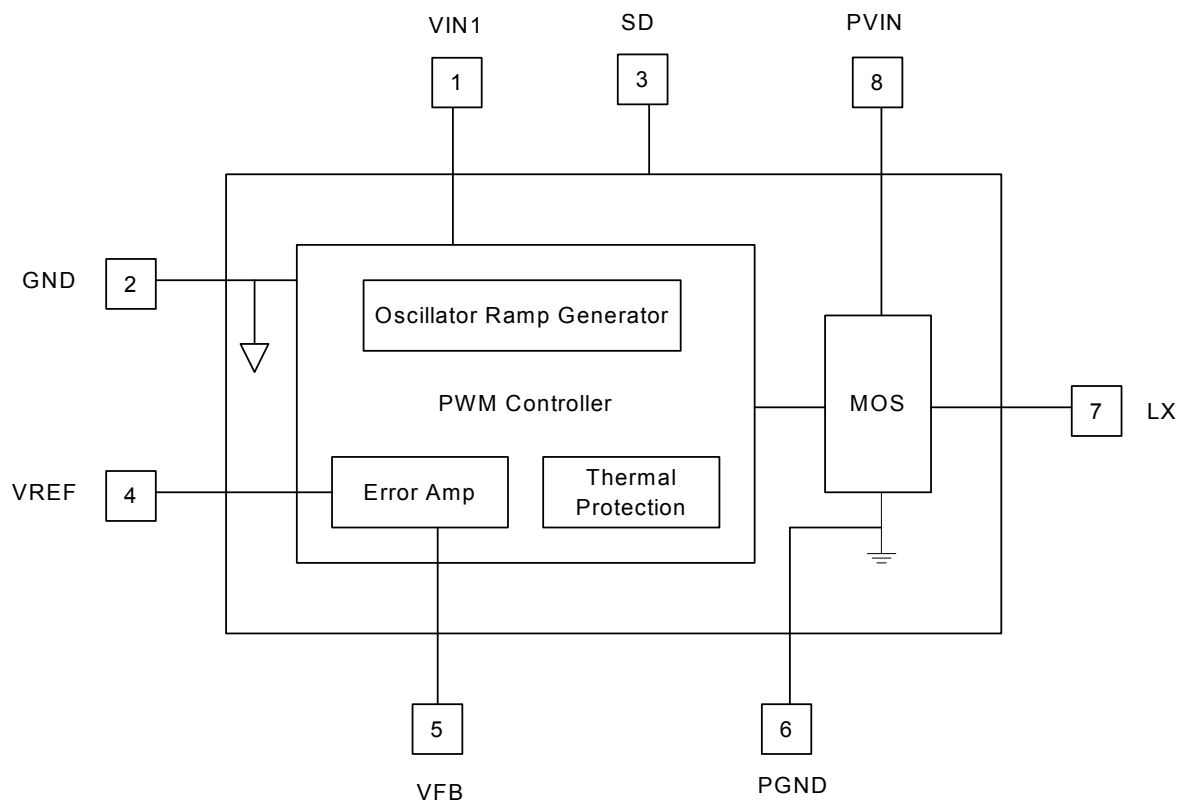 VIN1
SD
PVIN
1
3
8
GND
2
Oscillator Ramp Generator
PWM Controller
MOS
7
LX
VREF
4
Error Amp
Thermal
Protection
5
6
VFB
PGND